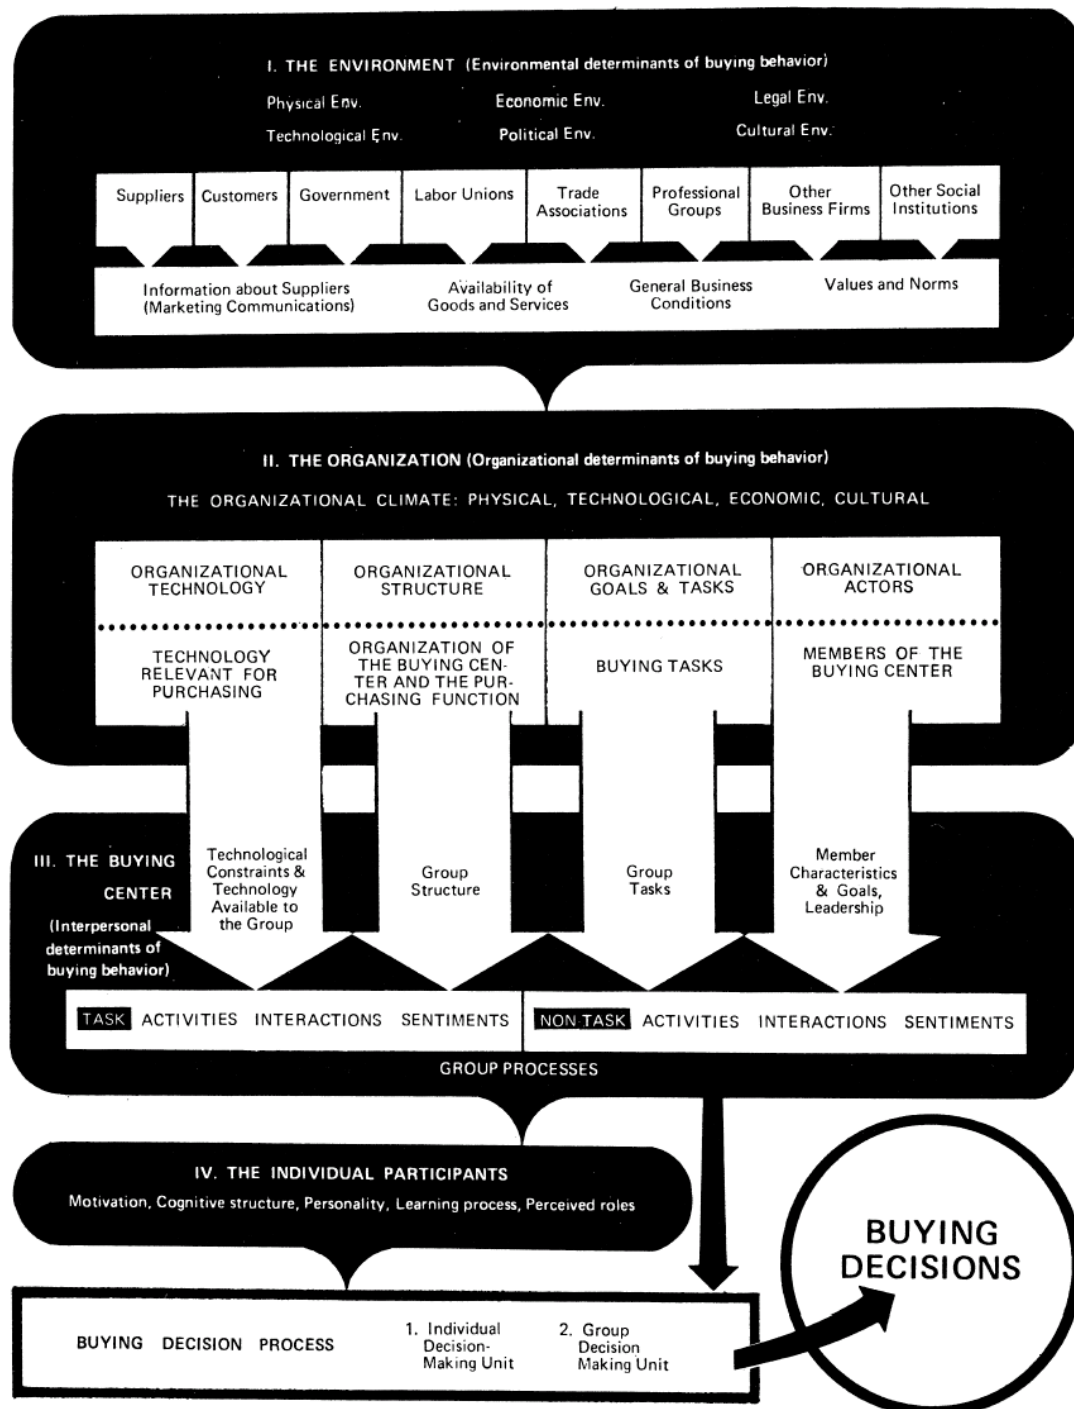 I. THE ENVIRONMENT (Environmental determinants of buying behavior)
Physical Env. Economic Env. Legal Env.
Technological Env. Political Env. Cultural Env.
Suppliers
Customers
Government
Labor Unions
Trade
Associations
Professional
Groups
Other
Business Firms
Other Social
Institutions
Information about Suppliers
(Marketing Communications)
Availability of
Goods and Services
General Business
Conditions
Values and Norms
II. THE ORGANIZATION (Organizational determinants of buying behavior)
THE ORGANIZATIONAL CLIMATE: PHYSICAL, TECHNOLOGICAL, ECONOMIC, CULTURAL
ORGANIZATIONAL
TECHNOLOGY
ORGANIZATIONAL
STRUCTURE
ORGANIZATIONAL
GOALS & TASKS
ORGANIZATIONAL
ACTORS
TECHNOLOGY
RELEVANT FOR
PURCHASING
ORGANIZATION OF
THE BUYING CEN-
TER AND THE PUR-
CHASING FUNCTION
BUYING TASKS
MEMBERS OF THE
BUYING CENTER
III. THE BUYING
CENTER
(Interpersonal
determinants of
buying behavior)
Technological
Constraints &
Technology
Available to
the Group
Group
Structure
Group
Tasks
Member
Characteristics
& Goals,
Leadership
TASK ACTIVITIES INTERACTIONS SENTIMENTS
NON-TASK ACTIVITIES INTERACTIONS SENTIMENTS
GROUP PROCESSES
IV. THE INDIVIDUAL PARTICIPANTS
Motivation, Cognitive structure, Personality, Learning process, Perceived roles
BUYING DECISION PROCESS
1. Individual
Decision-
Making Unit
2. Group
Decision
Making Unit
BUYING
DECISIONS